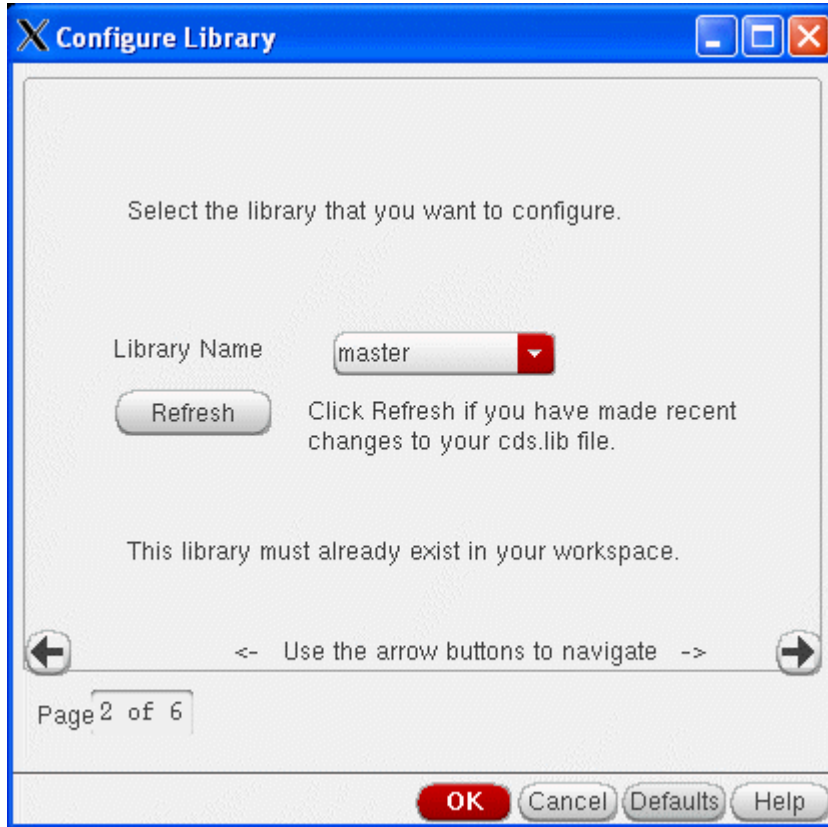 Configure Library
Select the library that you want to configure.
Library Name
master
Refresh
Click Refresh if you have made recent
changes to your cds.lib file.
This library must already exist in your workspace.
<- Use the arrow buttons to navigate ->
Page 2 of 6
OK Cancel Defaults Help